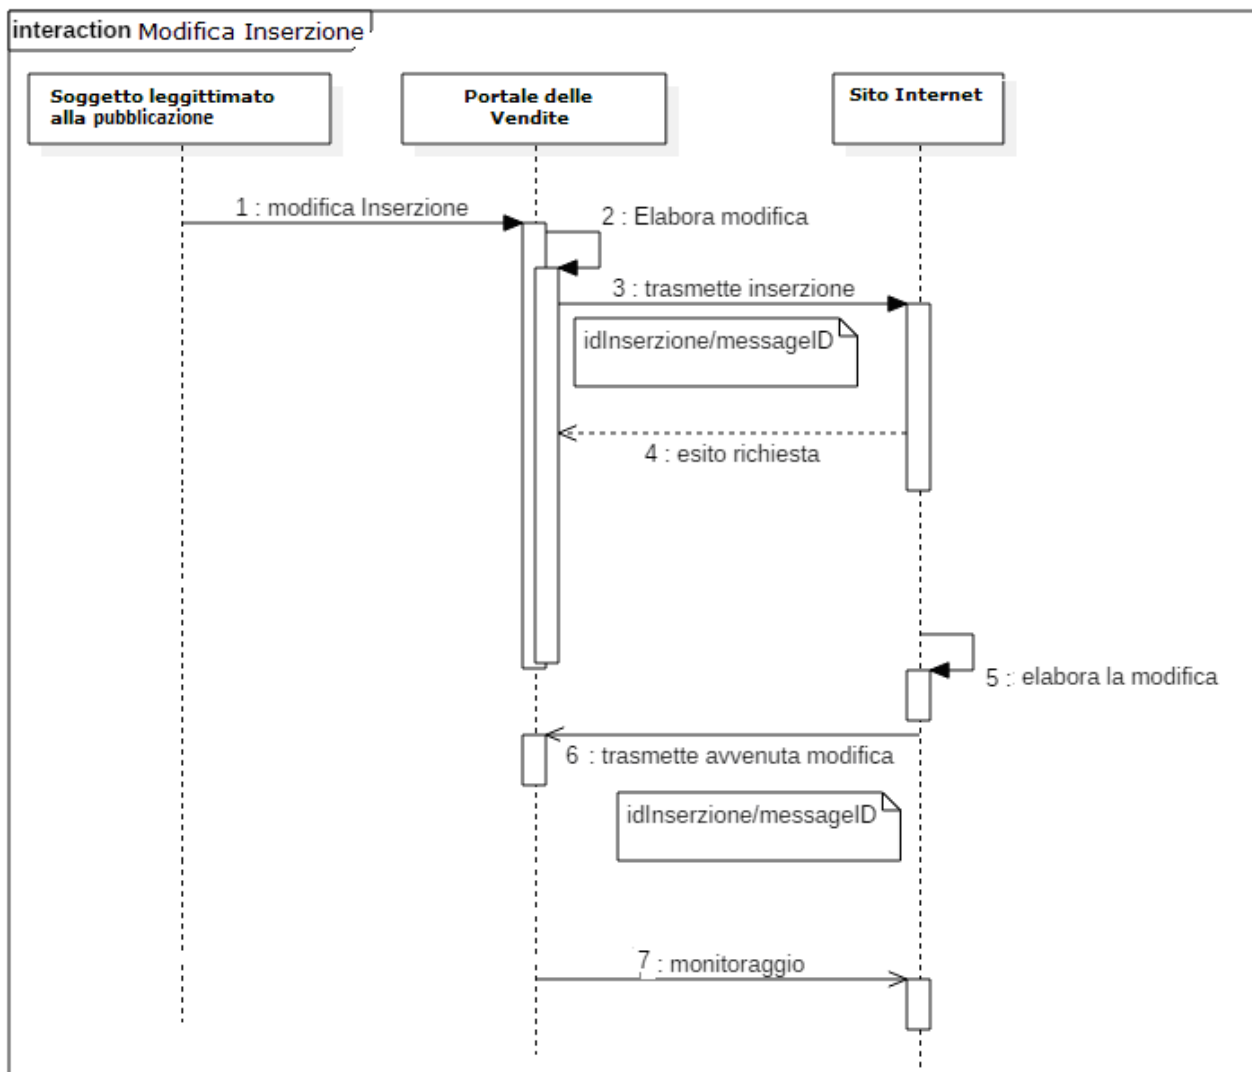 interaction Modifica Inserzione
Soggetto leggittimato
alla pubblicazione
Portale delle
Vendite
Sito Internet
1 : modifica Inserzione
2 : Elabora modifica
3 : trasmette inserzione
idInserzione/messageID
4 : esito richiesta
5 : elabora la modifica
6 : trasmette avvenuta modifica
idInserzione/messageID
7 : monitoraggio